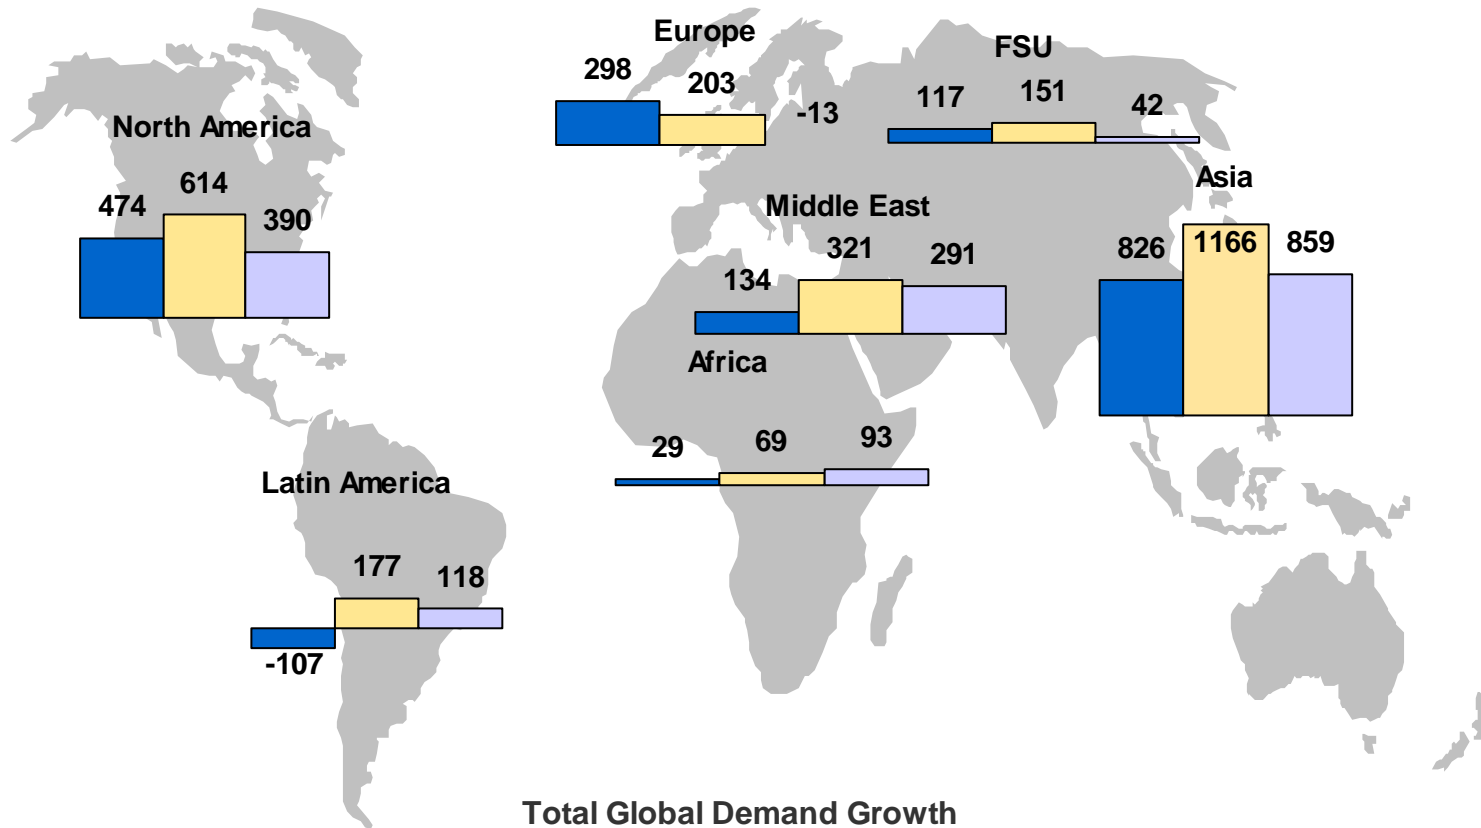 Europe
298
203
-13
FSU
117
151
42
North America
474
614
390
Asia
826
1166
859
Middle East
134
321
291
Africa
29
69
93
Latin America
-107
177
118
Total Global Demand Growth